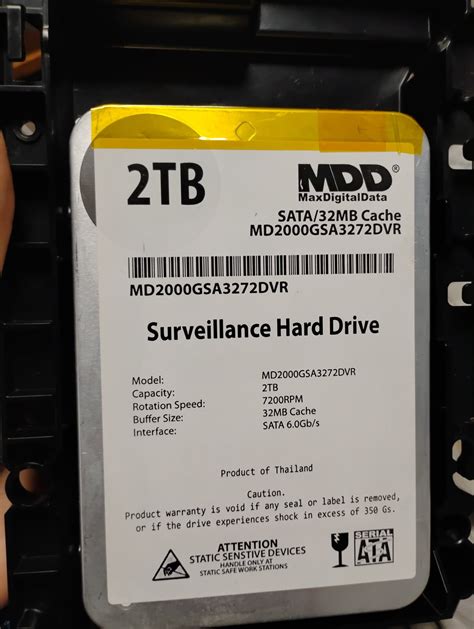 2TB
MDD®
MaxDigitalData
SATA/32MB Cache
MD2000GSA3272DVR
MD2000GSA3272DVR
Surveillance Hard Drive
Model: MD2000GSA3272DVR
Capacity: 2TB
Rotation Speed: 7200RPM
Buffer Size: 32MB Cache
Interface: SATA 6.0Gb/s
Product of Thailand
Caution.
Product warranty is void if any seal or label is removed,
or if the drive experiences shock in excess of 350 Gs.
ATTENTION
STATIC SENSTIVE DEVICES
HANDLE ONLY AT
STATIC SAFE WORK STATIONS
SERIAL
ATA